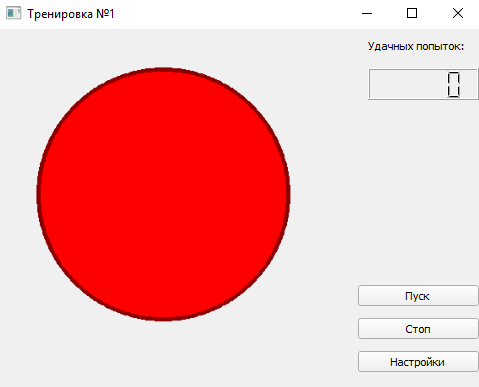 Тренировка №1
Удачных попыток:
0
Пуск
Стоп
Настройки